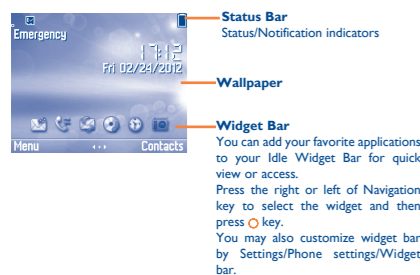 Emergency
17:12
Fri 02/24/2012
Menu
Contacts
Status Bar
Status/Notification indicators
Wallpaper
Widget Bar
You can add your favorite applications
to your Idle Widget Bar for quick
view or access.
Press the right or left of Navigation
key to select the widget and then
press key.
You may also customize widget bar
by Settings/Phone settings/Widget
bar.